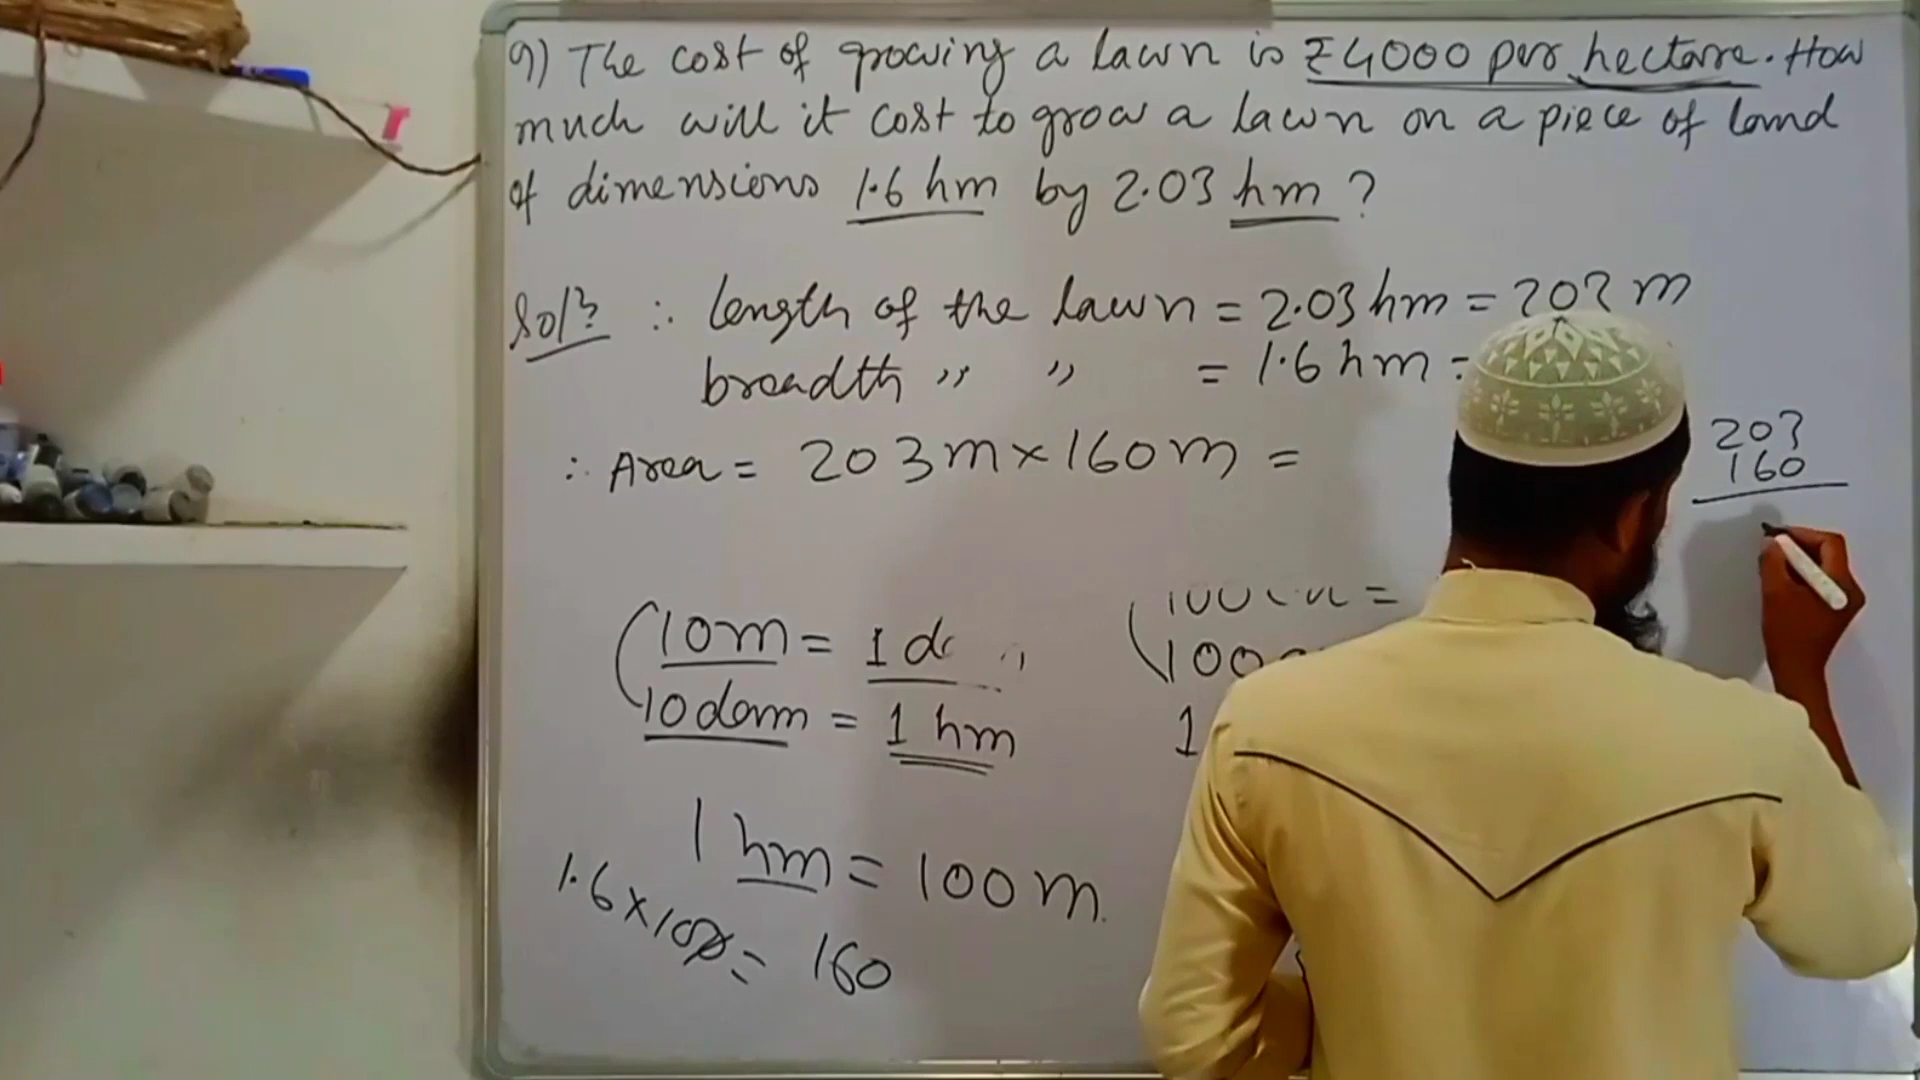 9) The cost of growing a lawn is ₹4000 per hectare. How
much will it cost to grow a lawn on a piece of land
of dimensions 1.6 hm by 2.03 hm?
Sol? ∴ length of the lawn = 2.03 hm = 203 m
breadth " " = 1.6 hm =
∴ Area = 203 m × 160 m =
203
160
10m = 1 d
10 dam = 1 hm
100
1
1 hm = 100 m.
1.6 × 100 = 160